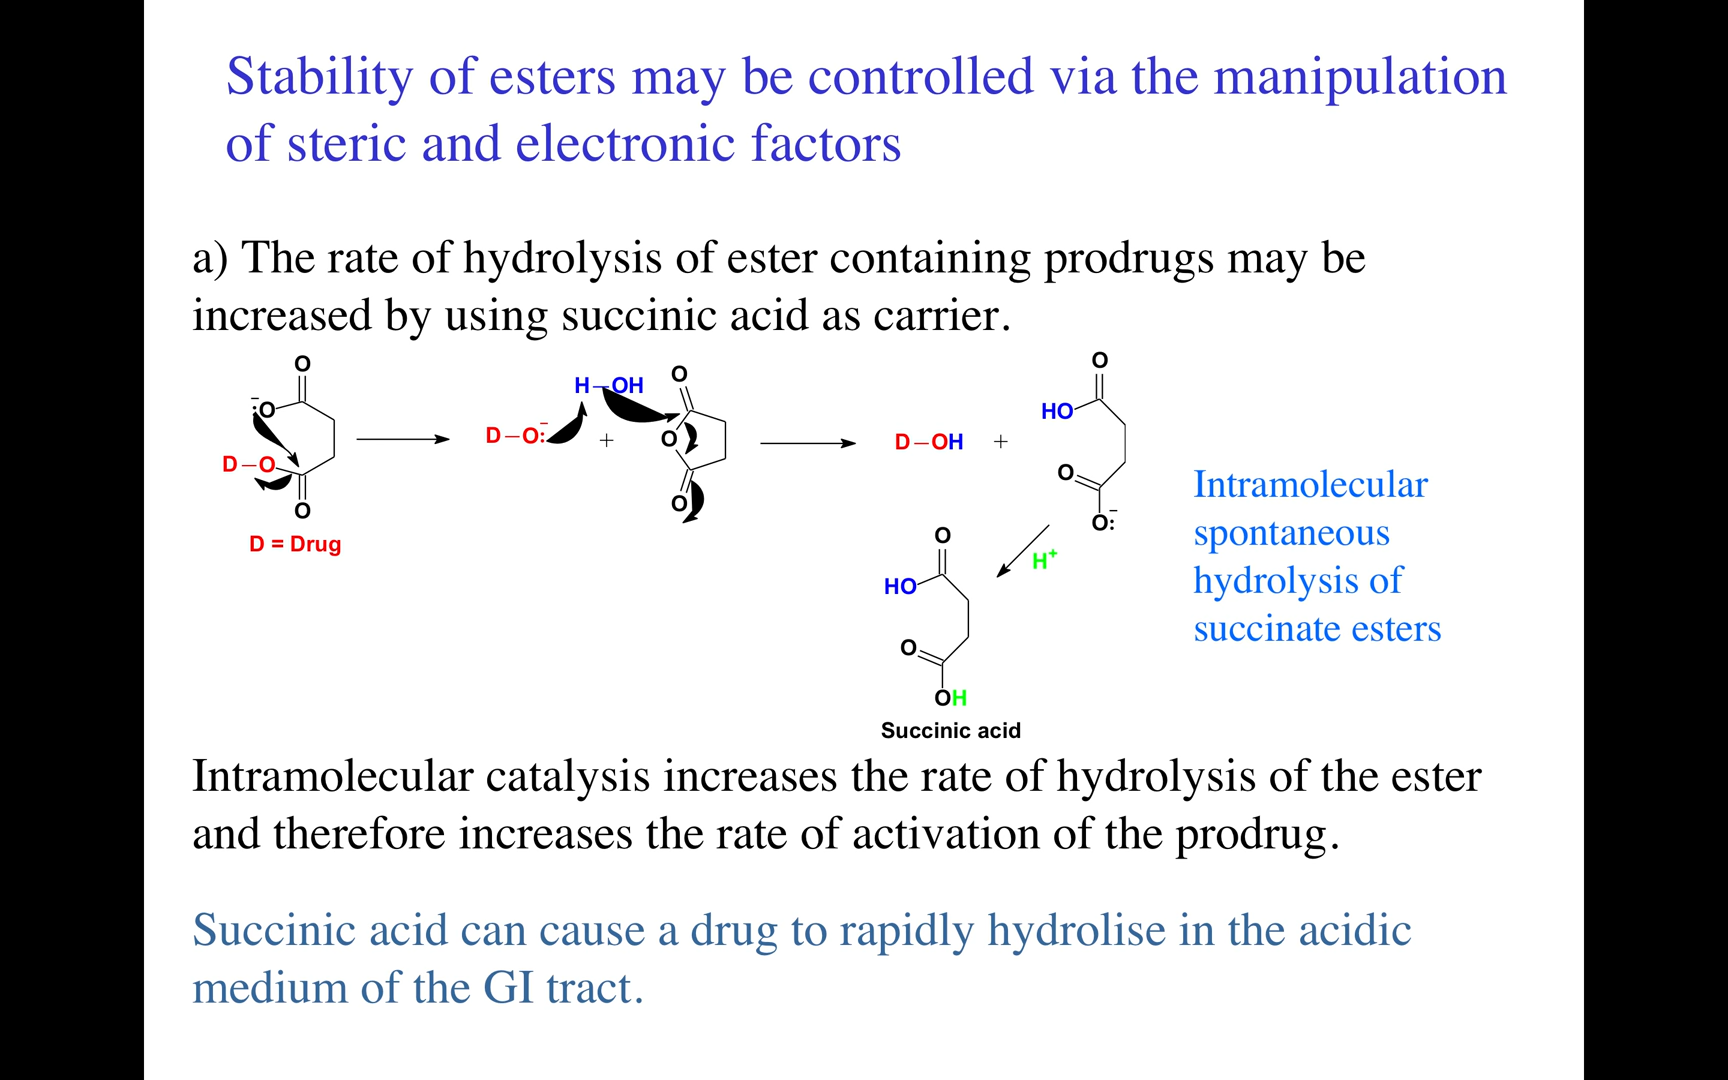 Stability of esters may be controlled via the manipulation
of steric and electronic factors
a) The rate of hydrolysis of ester containing prodrugs may be
increased by using succinic acid as carrier.
O
−:O
D–O
O
D = Drug
D–O:−
H–OH
+
O
O
O
D–OH
+
O
HO
O
O:−
H+
O
HO
O
OH
Succinic acid
Intramolecular
spontaneous
hydrolysis of
succinate esters
Intramolecular catalysis increases the rate of hydrolysis of the ester
and therefore increases the rate of activation of the prodrug.
Succinic acid can cause a drug to rapidly hydrolise in the acidic
medium of the GI tract.